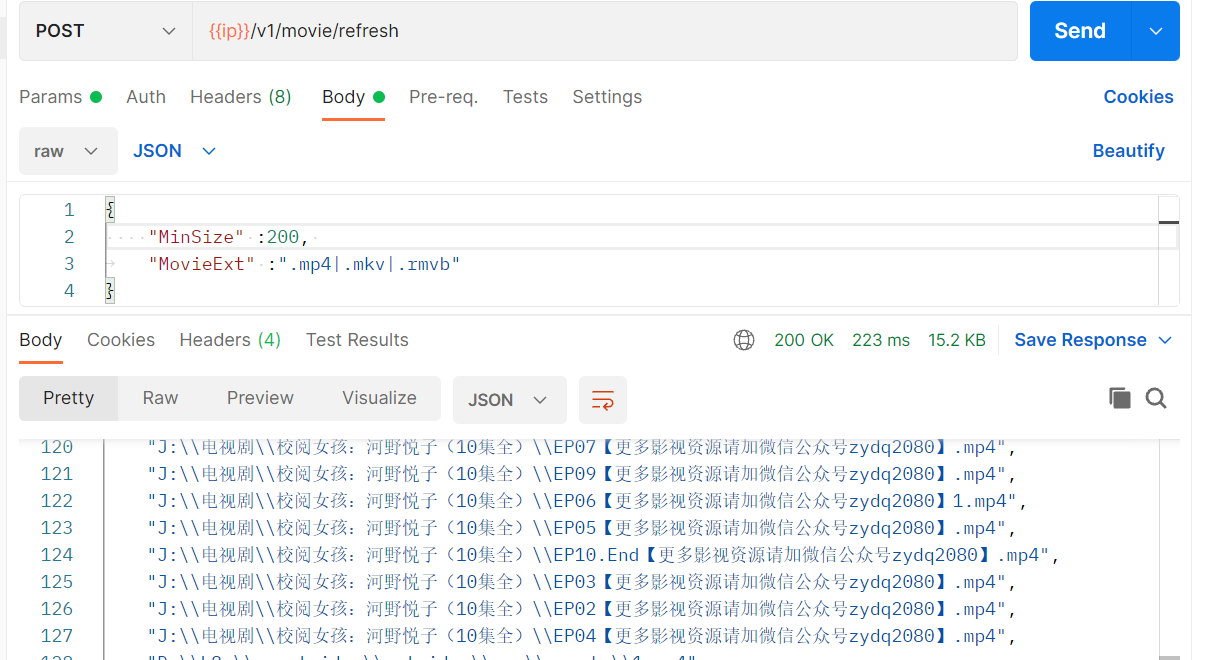 POST {{ip}}/v1/movie/refresh Send
Params Auth Headers (8) Body Pre-req. Tests Settings Cookies
raw JSON Beautify
1 {
2 "MinSize" :200,
3 "MovieExt" :".mp4|.mkv|.rmvb"
4 }
Body Cookies Headers (4) Test Results 200 OK 223 ms 15.2 KB Save Response
Pretty Raw Preview Visualize JSON
120 "J:\\电视剧\\校阅女孩：河野悦子（10集全）\\EP07【更多影视资源请加微信公众号zydq2080】.mp4",
121 "J:\\电视剧\\校阅女孩：河野悦子（10集全）\\EP09【更多影视资源请加微信公众号zydq2080】.mp4",
122 "J:\\电视剧\\校阅女孩：河野悦子（10集全）\\EP06【更多影视资源请加微信公众号zydq2080】1.mp4",
123 "J:\\电视剧\\校阅女孩：河野悦子（10集全）\\EP05【更多影视资源请加微信公众号zydq2080】.mp4",
124 "J:\\电视剧\\校阅女孩：河野悦子（10集全）\\EP10.End【更多影视资源请加微信公众号zydq2080】.mp4",
125 "J:\\电视剧\\校阅女孩：河野悦子（10集全）\\EP03【更多影视资源请加微信公众号zydq2080】.mp4",
126 "J:\\电视剧\\校阅女孩：河野悦子（10集全）\\EP02【更多影视资源请加微信公众号zydq2080】.mp4",
127 "J:\\电视剧\\校阅女孩：河野悦子（10集全）\\EP04【更多影视资源请加微信公众号zydq2080】.mp4",